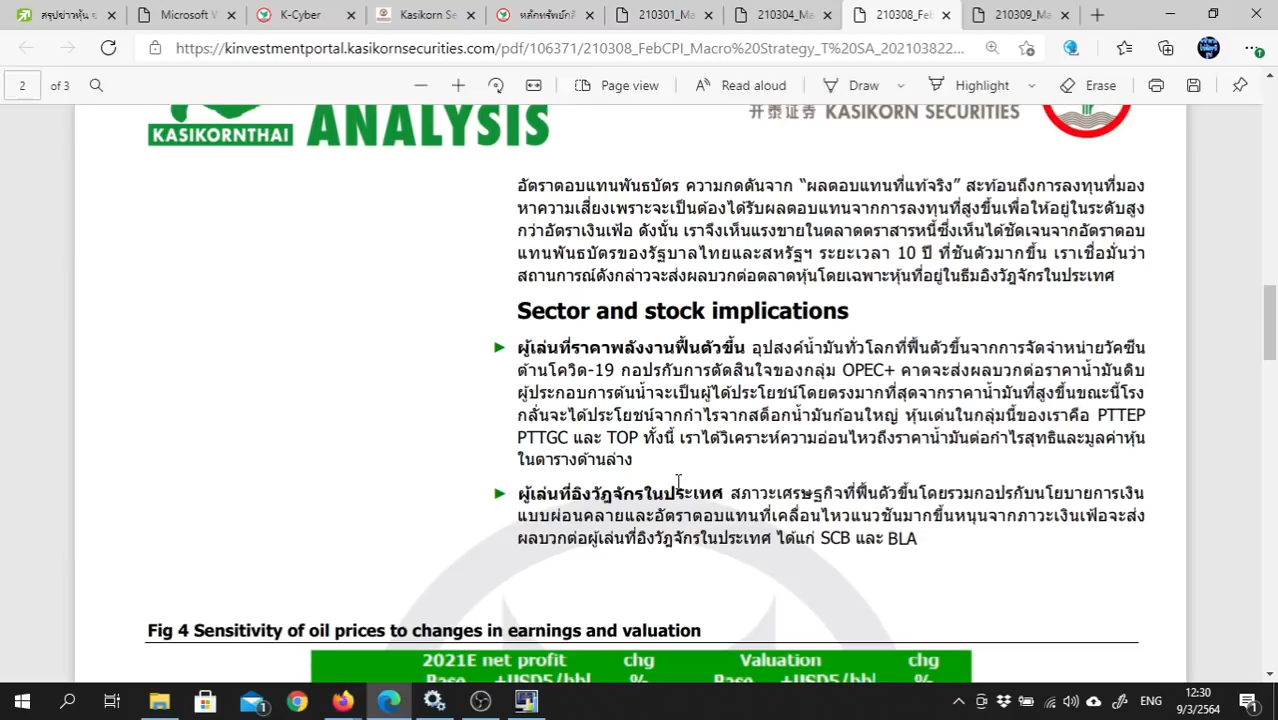 สรุปข่าวหุ้น
Microsoft W
K-Cyber
Kasikorn Se
หลักทรัพย์กสิ
210301_Ma
210304_Ma
210308_Feb
210309_Ma
https://kinvestmentportal.kasikornsecurities.com/pdf/106371/210308_FebCPI_Macro%20Strategy_T%20SA_202103822...
2 of 3
Page view
Read aloud
Draw
Highlight
Erase
KASIKORNTHAI
ANALYSIS
开泰证券 KASIKORN SECURITIES
อัตราตอบแทนพันธบัตร ความกดดันจาก “ผลตอบแทนที่แท้จริง” สะท้อนถึงการลงทุนที่มอง
หาความเสี่ยงเพราะจะเป็นต้องได้รับผลตอบแทนจากการลงทุนที่สูงขึ้นเพื่อให้อยู่ในระดับสูง
กว่าอัตราเงินเฟ้อ ดังนั้น เราจึงเห็นแรงขายในตลาดตราสารหนี้ซึ่งเห็นได้ชัดเจนจากอัตราตอบ
แทนพันธบัตรของรัฐบาลไทยและสหรัฐฯ ระยะเวลา 10 ปี ที่ชันตัวมากขึ้น เราเชื่อมั่นว่า
สถานการณ์ดังกล่าวจะส่งผลบวกต่อตลาดหุ้นโดยเฉพาะหุ้นที่อยู่ในธีมอิงวัฏจักรในประเทศ
Sector and stock implications
ผู้เล่นที่ราคาพลังงานฟื้นตัวขึ้น อุปสงค์น้ำมันทั่วโลกที่ฟื้นตัวขึ้นจากการจัดจำหน่ายวัคซีน
ต้านโควิด-19 กอปรกับการตัดสินใจของกลุ่ม OPEC+ คาดจะส่งผลบวกต่อราคาน้ำมันดิบ
ผู้ประกอบการต้นน้ำจะเป็นผู้ได้ประโยชน์โดยตรงมากที่สุดจากราคาน้ำมันที่สูงขึ้นขณะนี้โรง
กลั่นจะได้ประโยชน์จากกำไรจากสต็อกน้ำมันก้อนใหญ่ หุ้นเด่นในกลุ่มนี้ของเราคือ PTTEP
PTTGC และ TOP ทั้งนี้ เราได้วิเคราะห์ความอ่อนไหวถึงราคาน้ำมันต่อกำไรสุทธิและมูลค่าหุ้น
ในตารางด้านล่าง
ผู้เล่นที่อิงวัฏจักรในประเทศ สภาวะเศรษฐกิจที่ฟื้นตัวขึ้นโดยรวมกอปรกับนโยบายการเงิน
แบบผ่อนคลายและอัตราตอบแทนที่เคลื่อนไหวแนวชันมากขึ้นหนุนจากภาวะเงินเฟ้อจะส่ง
ผลบวกต่อผู้เล่นที่อิงวัฏจักรในประเทศ ได้แก่ SCB และ BLA
Fig 4 Sensitivity of oil prices to changes in earnings and valuation
2021E net profit chg Valuation chg
Base +USD5/bbl % Base +USD5/bbl %
ENG
12:30
9/3/2564